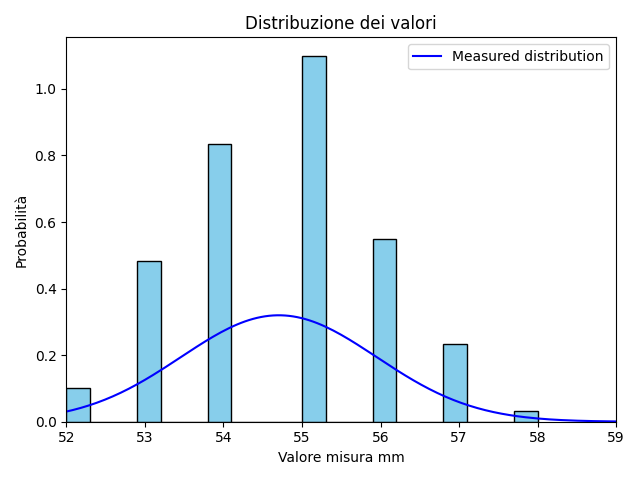 Distribuzione dei valori
Measured distribution
Probabilità
1.0
0.8
0.6
0.4
0.2
0.0
52 53 54 55 56 57 58 59
Valore misura mm